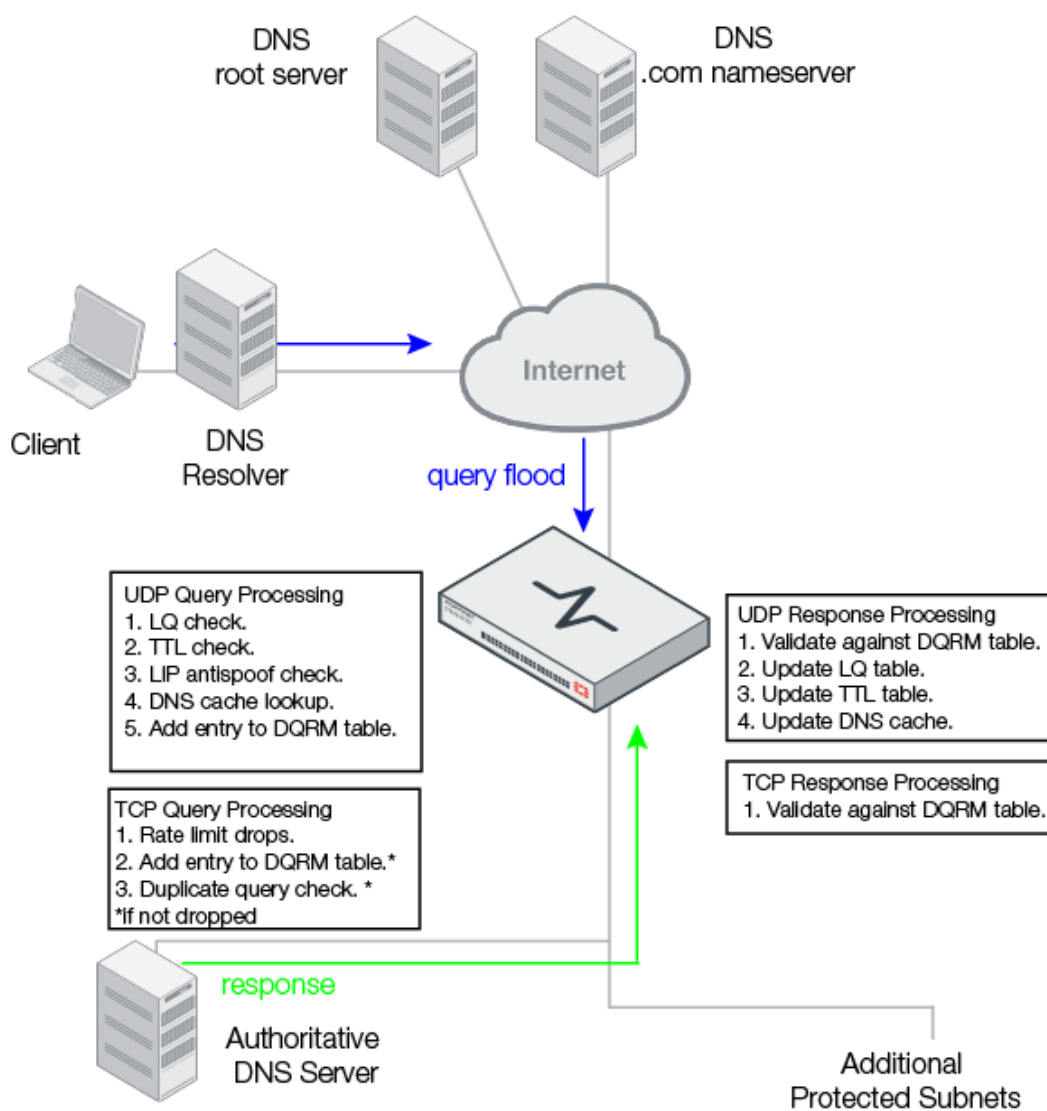 DNS
root server
DNS
.com nameserver
Internet
Client
DNS
Resolver
query flood
UDP Query Processing
1. LQ check.
2. TTL check.
3. LIP antispoof check.
4. DNS cache lookup.
5. Add entry to DQRM table.
UDP Response Processing
1. Validate against DQRM table.
2. Update LQ table.
3. Update TTL table.
4. Update DNS cache.
TCP Response Processing
1. Validate against DQRM table.
TCP Query Processing
1. Rate limit drops.
2. Add entry to DQRM table.*
3. Duplicate query check. *
*if not dropped
response
Authoritative
DNS Server
Additional
Protected Subnets